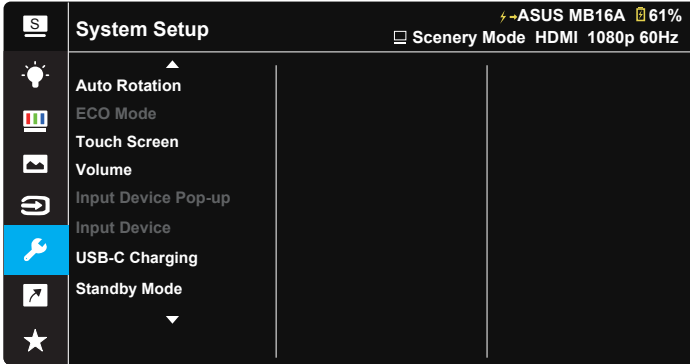 S
System Setup
ASUS MB16A 61%
Scenery Mode HDMI 1080p 60Hz
Auto Rotation
ECO Mode
Touch Screen
Volume
Input Device Pop-up
Input Device
USB-C Charging
Standby Mode